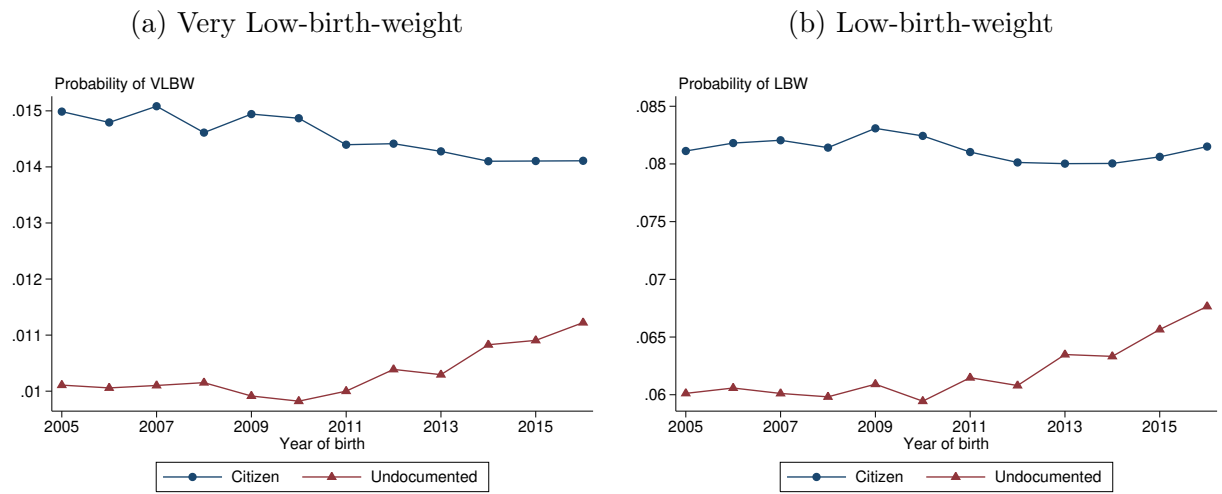 (a) Very Low-birth-weight
Probability of VLBW
.015
.014
.013
.012
.011
.01
2005 2007 2009 2011 2013 2015
Year of birth
Citizen Undocumented
(b) Low-birth-weight
Probability of LBW
.085
.08
.075
.07
.065
.06
2005 2007 2009 2011 2013 2015
Year of birth
Citizen Undocumented